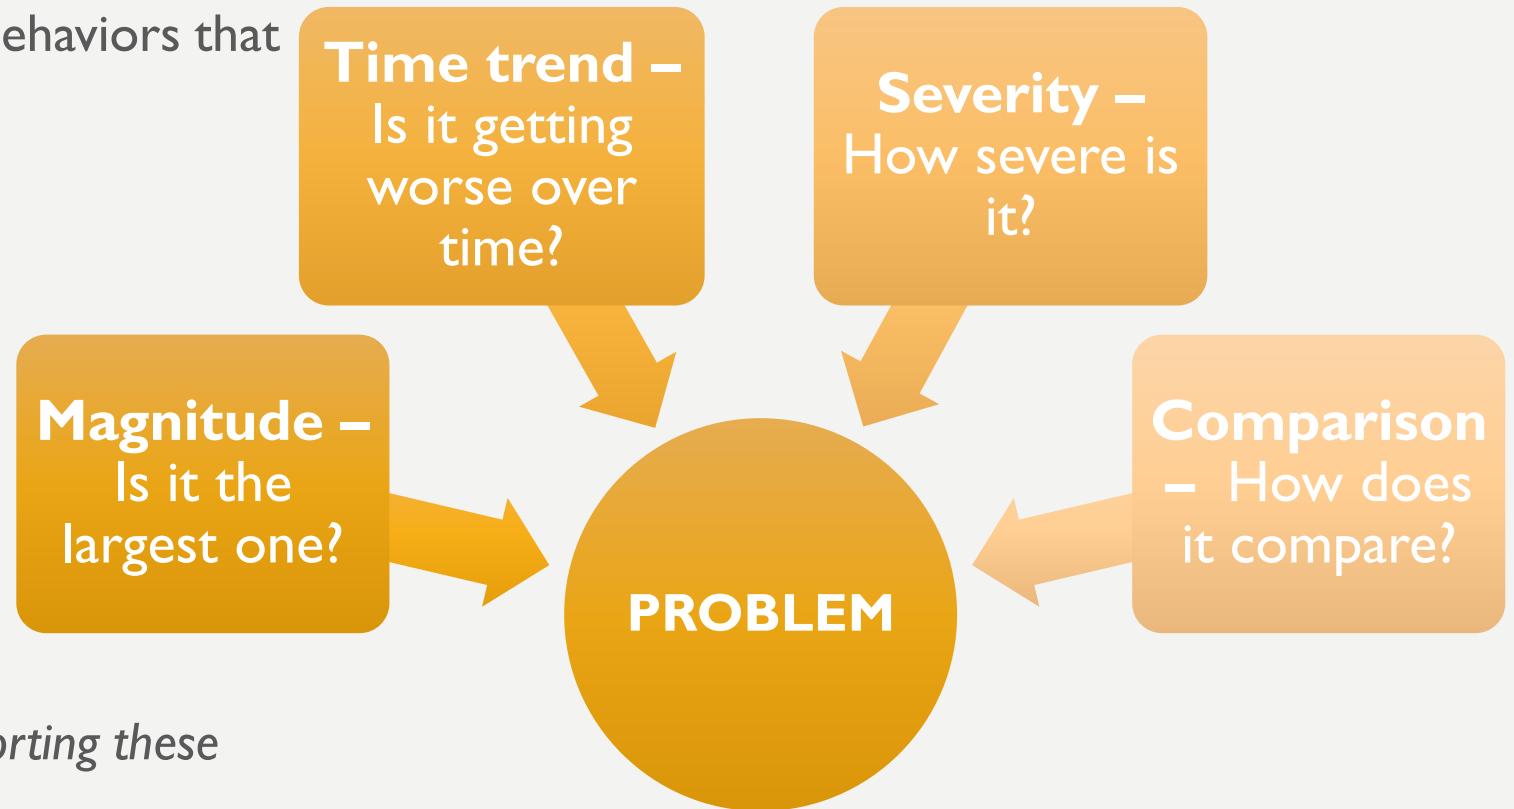 ehaviors that
Time trend –
Is it getting
worse over
time?
Severity –
How severe is
it?
Magnitude –
Is it the
largest one?
Comparison
– How does
it compare?
PROBLEM
orting these